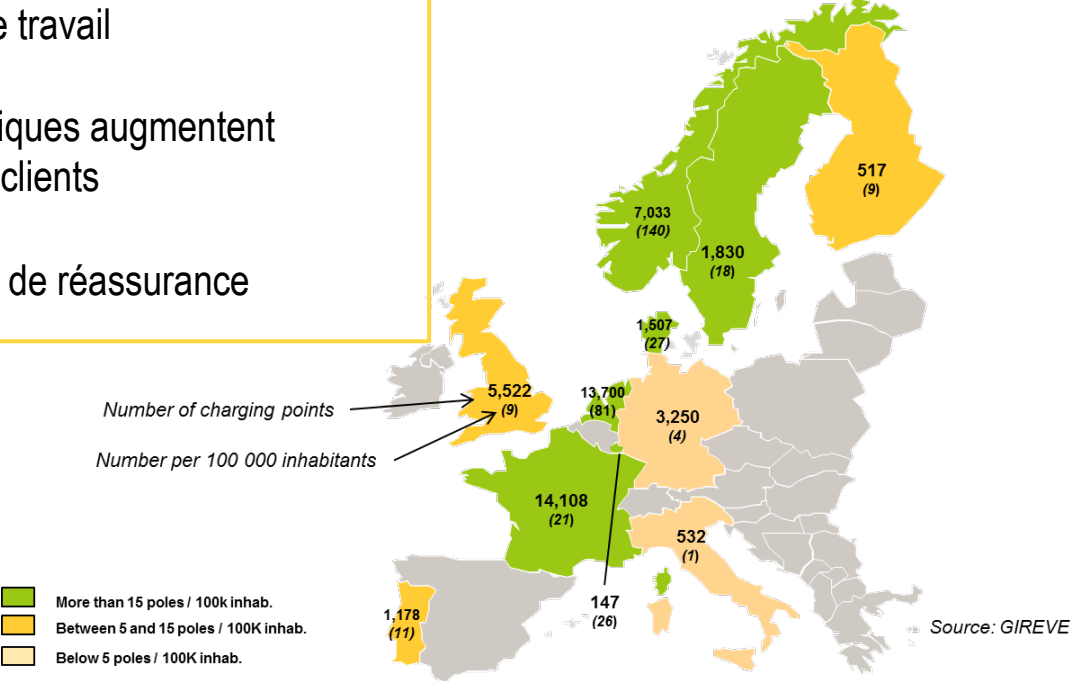 e travail
iques augmentent
clients
de réassurance
517
(9)
7,033
(140)
1,830
(18)
1,507
(27)
5,522
(9)
13,700
(81)
3,250
(4)
Number of charging points
Number per 100 000 inhabitants
14,108
(21)
532
(1)
147
(26)
1,178
(11)
More than 15 poles / 100k inhab.
Between 5 and 15 poles / 100K inhab.
Below 5 poles / 100K inhab.
Source: GIREVE